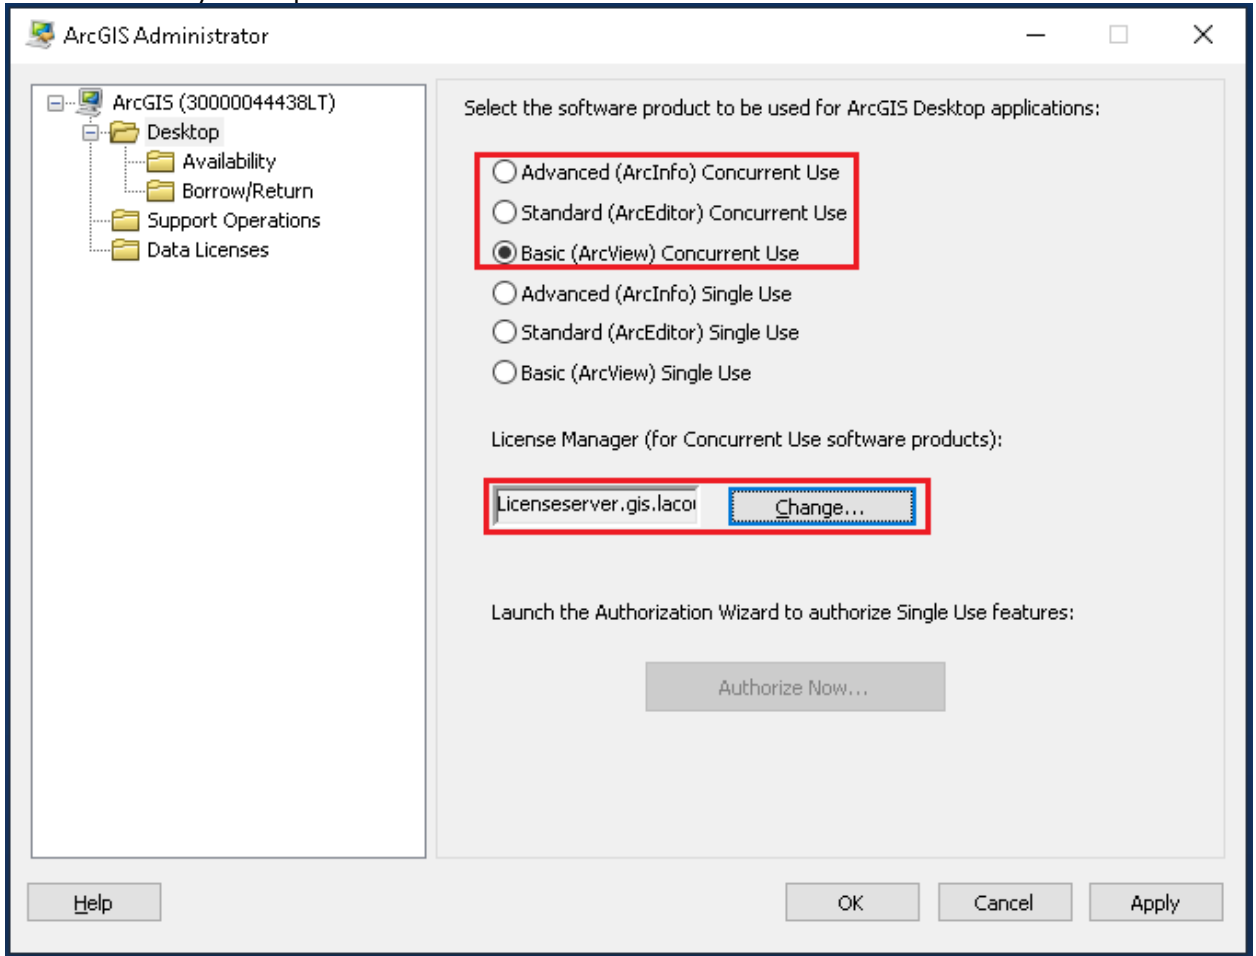 ArcGIS Administrator
ArcGIS (30000044438LT)
Desktop
Availability
Borrow/Return
Support Operations
Data Licenses
Select the software product to be used for ArcGIS Desktop applications:
Advanced (ArcInfo) Concurrent Use
Standard (ArcEditor) Concurrent Use
Basic (ArcView) Concurrent Use
Advanced (ArcInfo) Single Use
Standard (ArcEditor) Single Use
Basic (ArcView) Single Use
License Manager (for Concurrent Use software products):
Licenseserver.gis.lacou
Change...
Launch the Authorization Wizard to authorize Single Use features:
Authorize Now...
Help
OK
Cancel
Apply